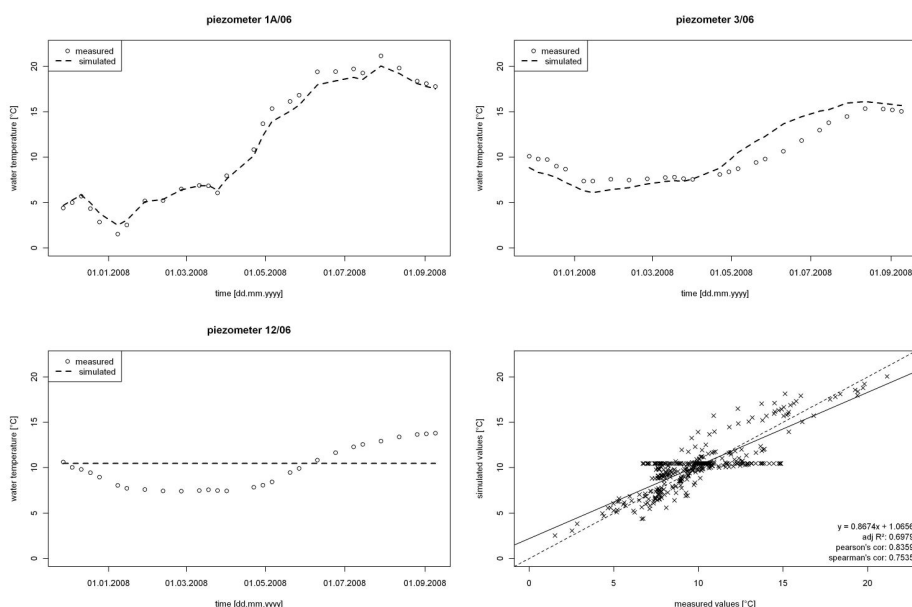 piezometer 1A/06
measured
simulated
water temperature [°C]
0
5
10
15
20
01.01.2008
01.03.2008
01.05.2008
01.07.2008
01.09.2008
time [dd.mm.yyyy]
piezometer 3/06
measured
simulated
water temperature [°C]
0
5
10
15
20
01.01.2008
01.03.2008
01.05.2008
01.07.2008
01.09.2008
time [dd.mm.yyyy]
piezometer 12/06
measured
simulated
water temperature [°C]
0
5
10
15
20
01.01.2008
01.03.2008
01.05.2008
01.07.2008
01.09.2008
time [dd.mm.yyyy]
simulated values [°C]
0
5
10
15
20
y = 0.8674x + 1.0656
adj R²: 0.6979
pearson's cor: 0.8359
spearman's cor: 0.7535
0
5
10
15
20
measured values [°C]